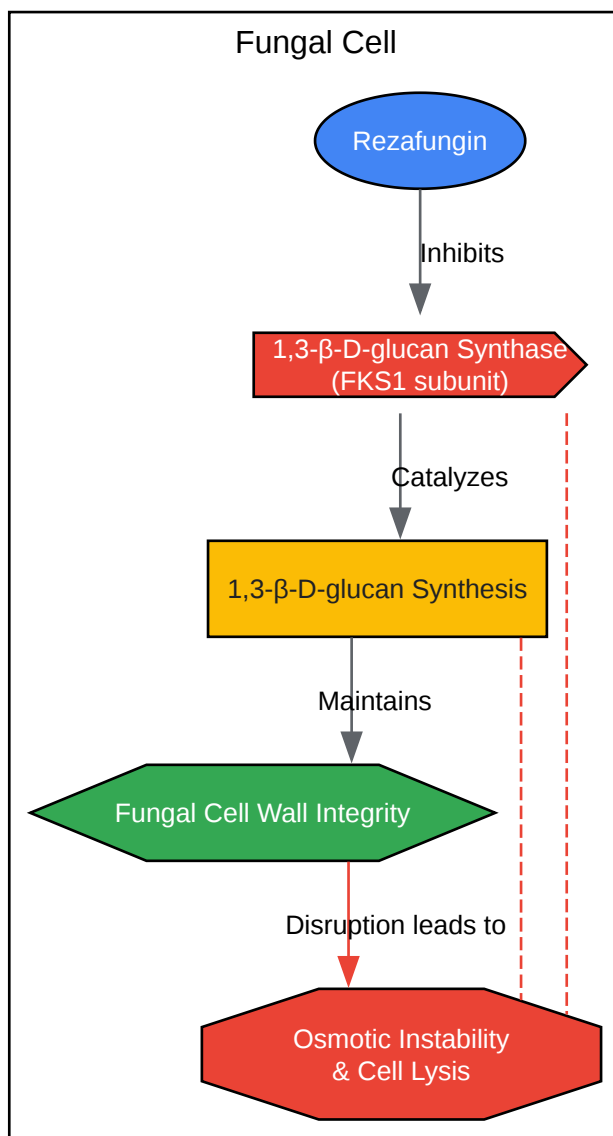 Fungal Cell
Rezafungin
Inhibits
1,3-β-D-glucan Synthase
(FKS1 subunit)
Catalyzes
1,3-β-D-glucan Synthesis
Maintains
Fungal Cell Wall Integrity
Disruption leads to
Osmotic Instability
& Cell Lysis